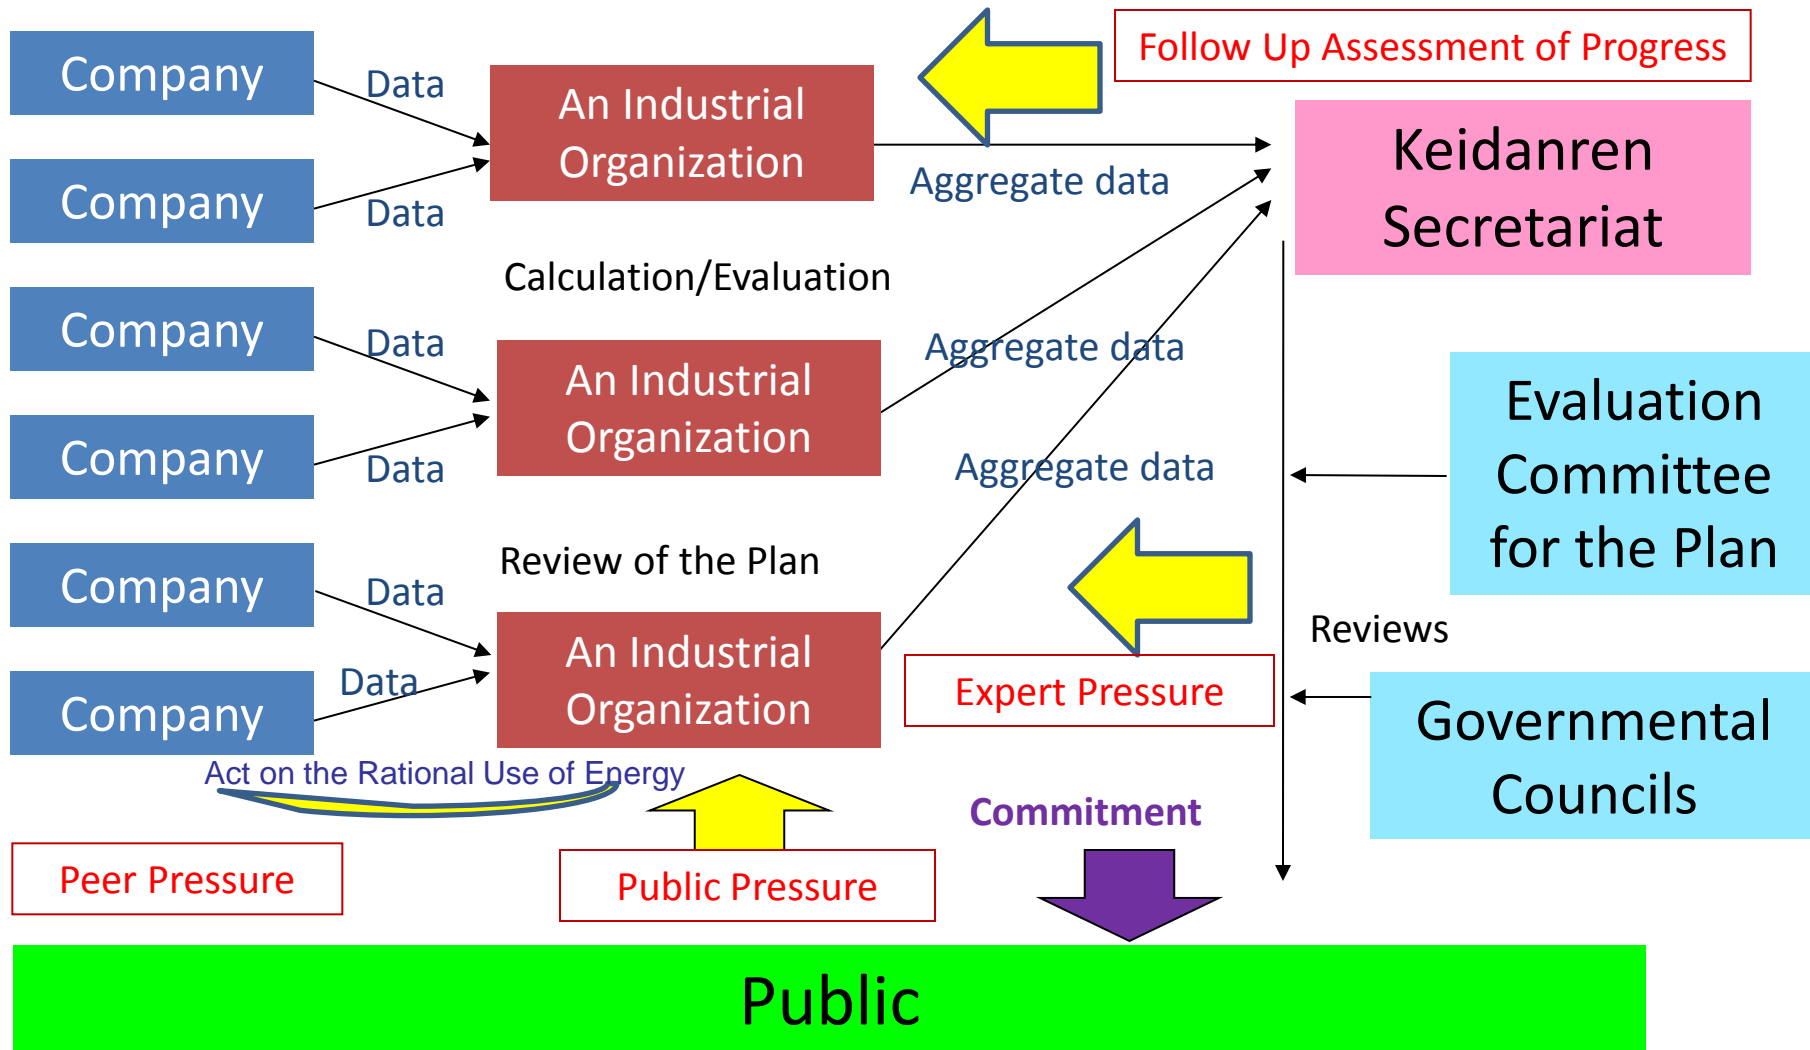 Follow Up Assessment of Progress
Company
Data
An Industrial
Organization
Keidanren
Secretariat
Company
Data
Aggregate data
Calculation/Evaluation
Company
Data
An Industrial
Organization
Aggregate data
Evaluation
Committee
for the Plan
Company
Data
Aggregate data
Review of the Plan
Company
Data
An Industrial
Organization
Reviews
Company
Data
Expert Pressure
Governmental
Councils
Act on the Rational Use of Energy
Commitment
Peer Pressure
Public Pressure
Public